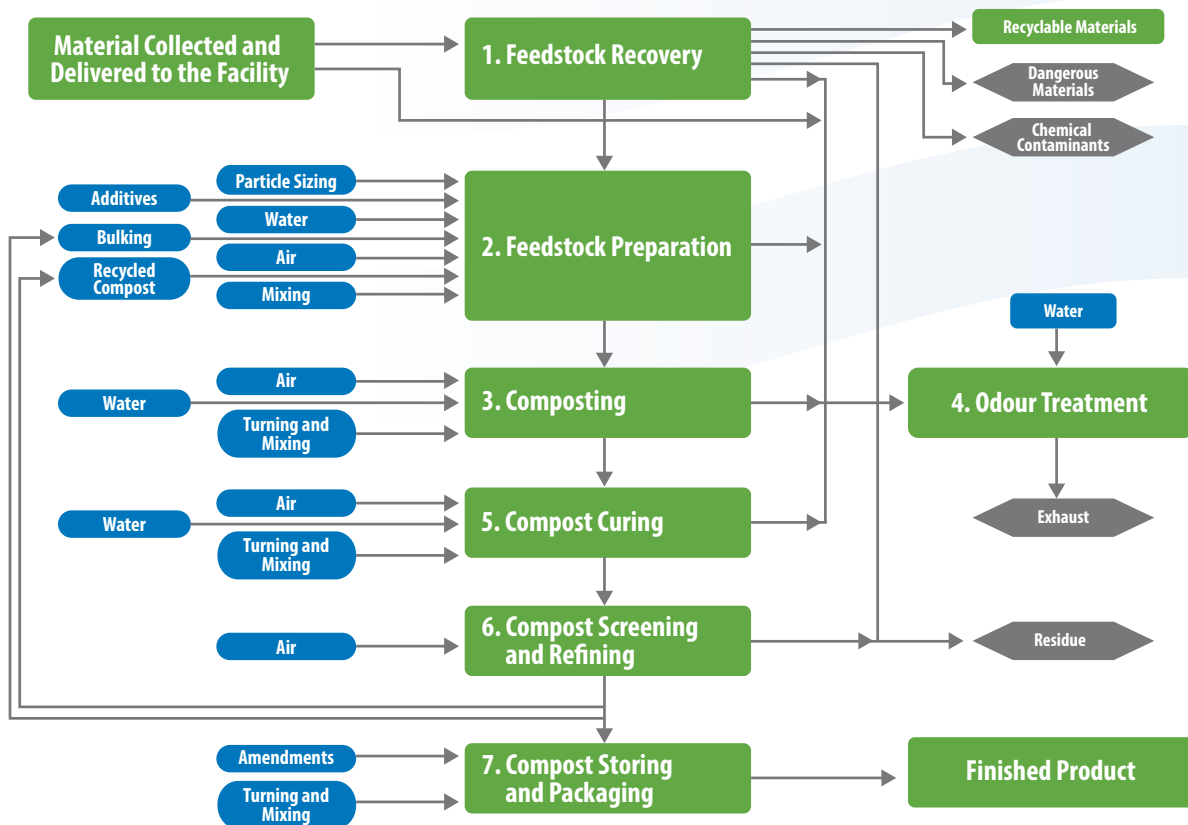 Material Collected and
Delivered to the Facility
1. Feedstock Recovery
Recyclable Materials
Dangerous
Materials
Chemical
Contaminants
Particle Sizing
Additives
Water
Bulking
Air
Recycled
Compost
Mixing
2. Feedstock Preparation
Water
Air
Water
Turning and
Mixing
3. Composting
4. Odour Treatment
Air
Water
Turning and
Mixing
5. Compost Curing
Exhaust
Air
6. Compost Screening
and Refining
Residue
Amendments
Turning and
Mixing
7. Compost Storing
and Packaging
Finished Product